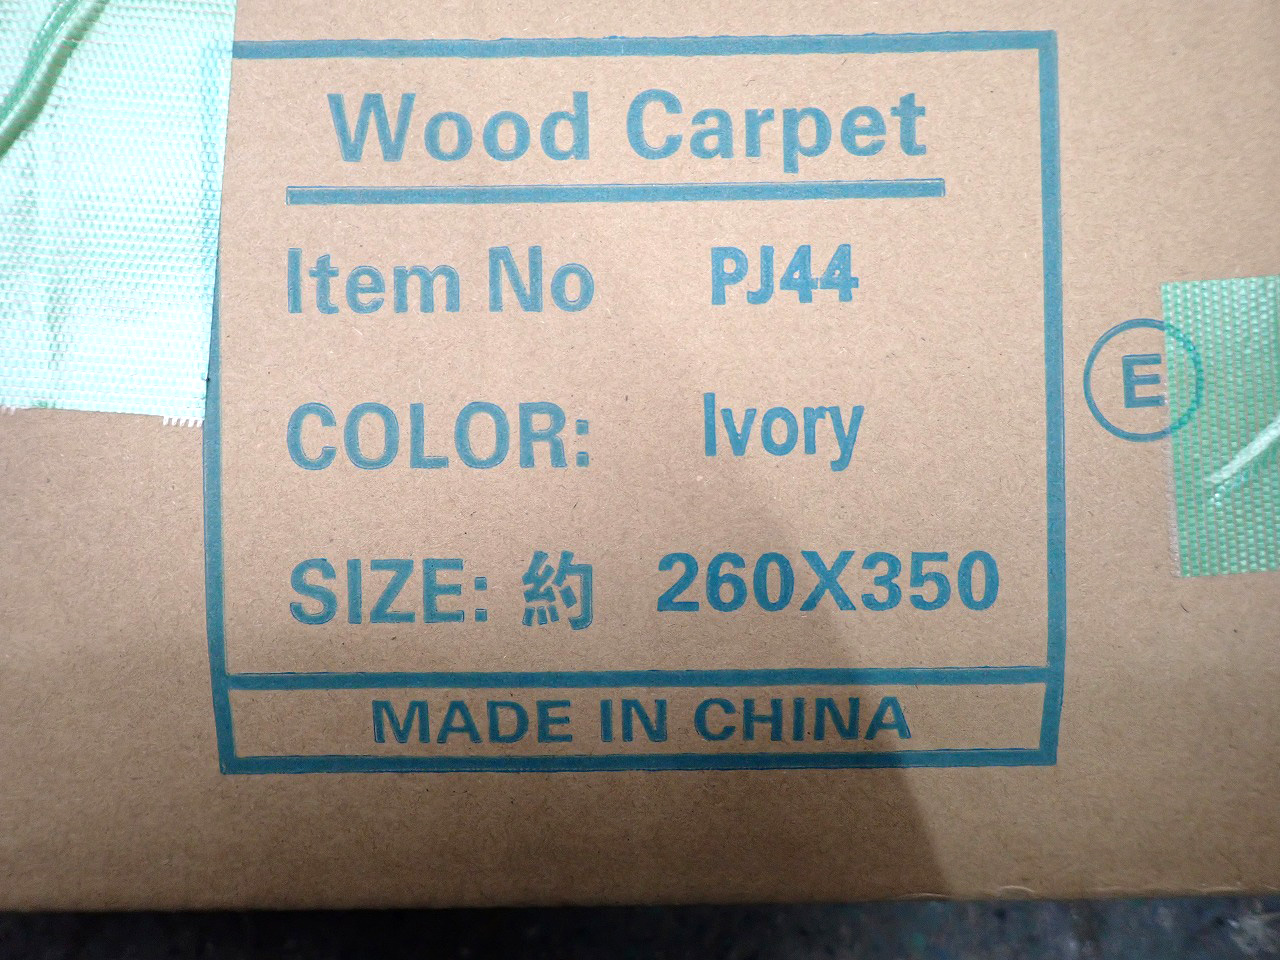 Wood Carpet
Item No PJ44
E
COLOR: Ivory
SIZE: 約 260X350
MADE IN CHINA